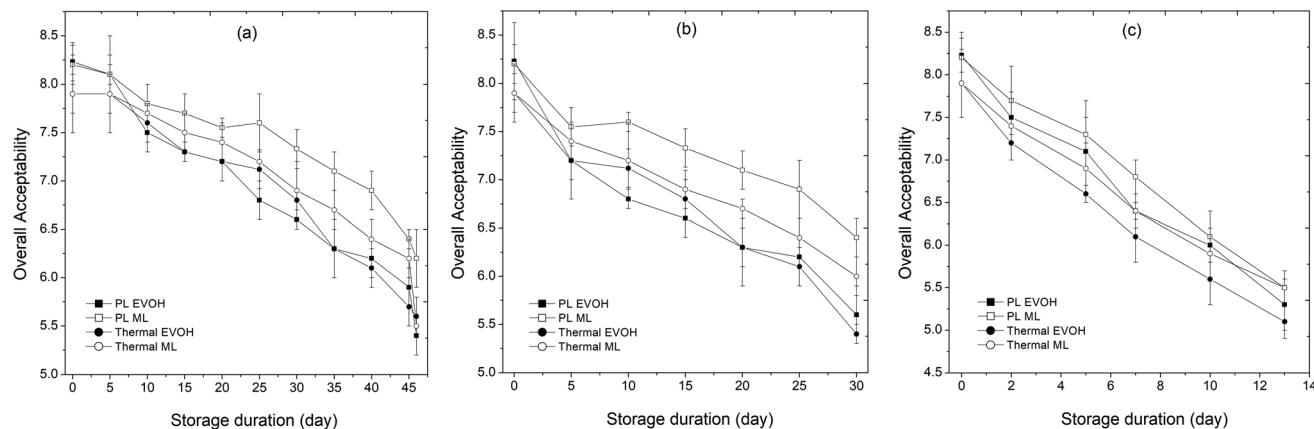 (a)
Overall Acceptability
8.5
8.0
7.5
7.0
6.5
6.0
5.5
5.0
PL EVOH
PL ML
Thermal EVOH
Thermal ML
0 5 10 15 20 25 30 35 40 45
Storage duration (day)
(b)
Overall Acceptability
8.5
8.0
7.5
7.0
6.5
6.0
5.5
5.0
PL EVOH
PL ML
Thermal EVOH
Thermal ML
0 5 10 15 20 25 30
Storage duration (day)
(c)
Overall Acceptability
8.5
8.0
7.5
7.0
6.5
6.0
5.5
5.0
4.5
PL EVOH
PL ML
Thermal EVOH
Thermal ML
0 2 4 6 8 10 12 14
Storage duration (day)